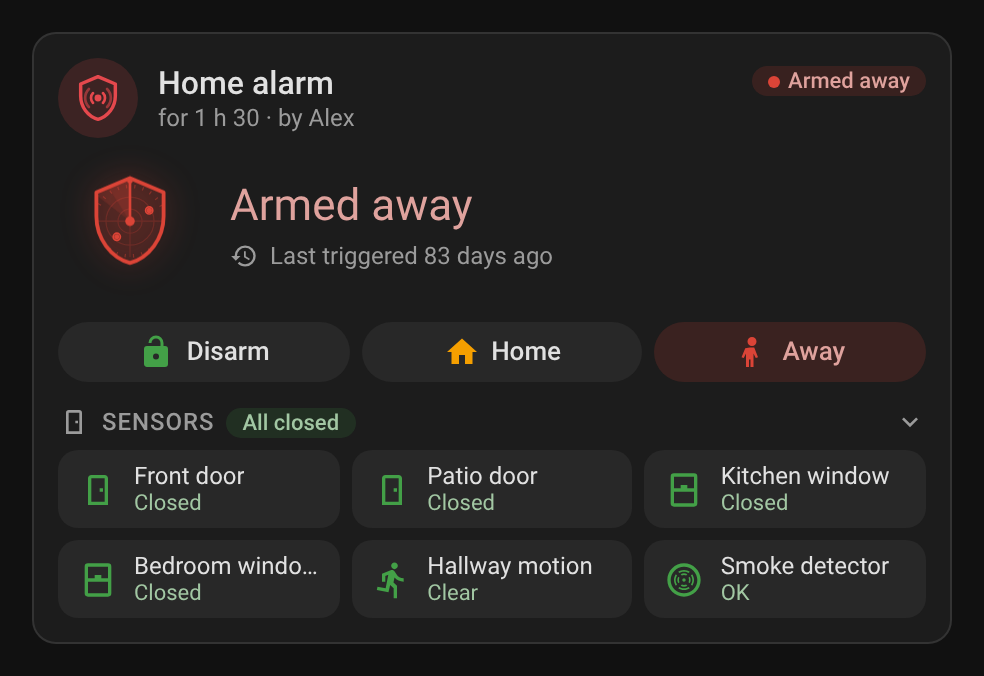 Home alarm
for 1 h 30 · by Alex
Armed away
Armed away
Last triggered 83 days ago
Disarm
Home
Away
SENSORS
All closed
Front door
Closed
Patio door
Closed
Kitchen window
Closed
Bedroom windo...
Closed
Hallway motion
Clear
Smoke detector
OK